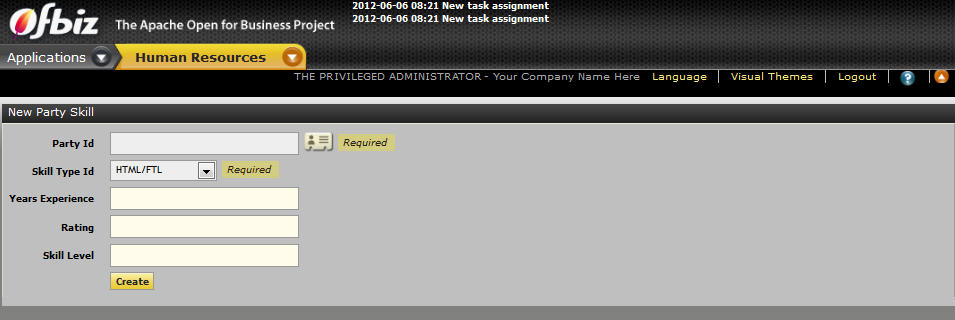 2012-06-06 08:21 New task assignment
2012-06-06 08:21 New task assignment
Ofbiz The Apache Open for Business Project
Applications Human Resources
THE PRIVILEGED ADMINISTRATOR - Your Company Name Here Language Visual Themes Logout ?
New Party Skill
Party Id Required
Skill Type Id HTML/FTL Required
Years Experience
Rating
Skill Level
Create